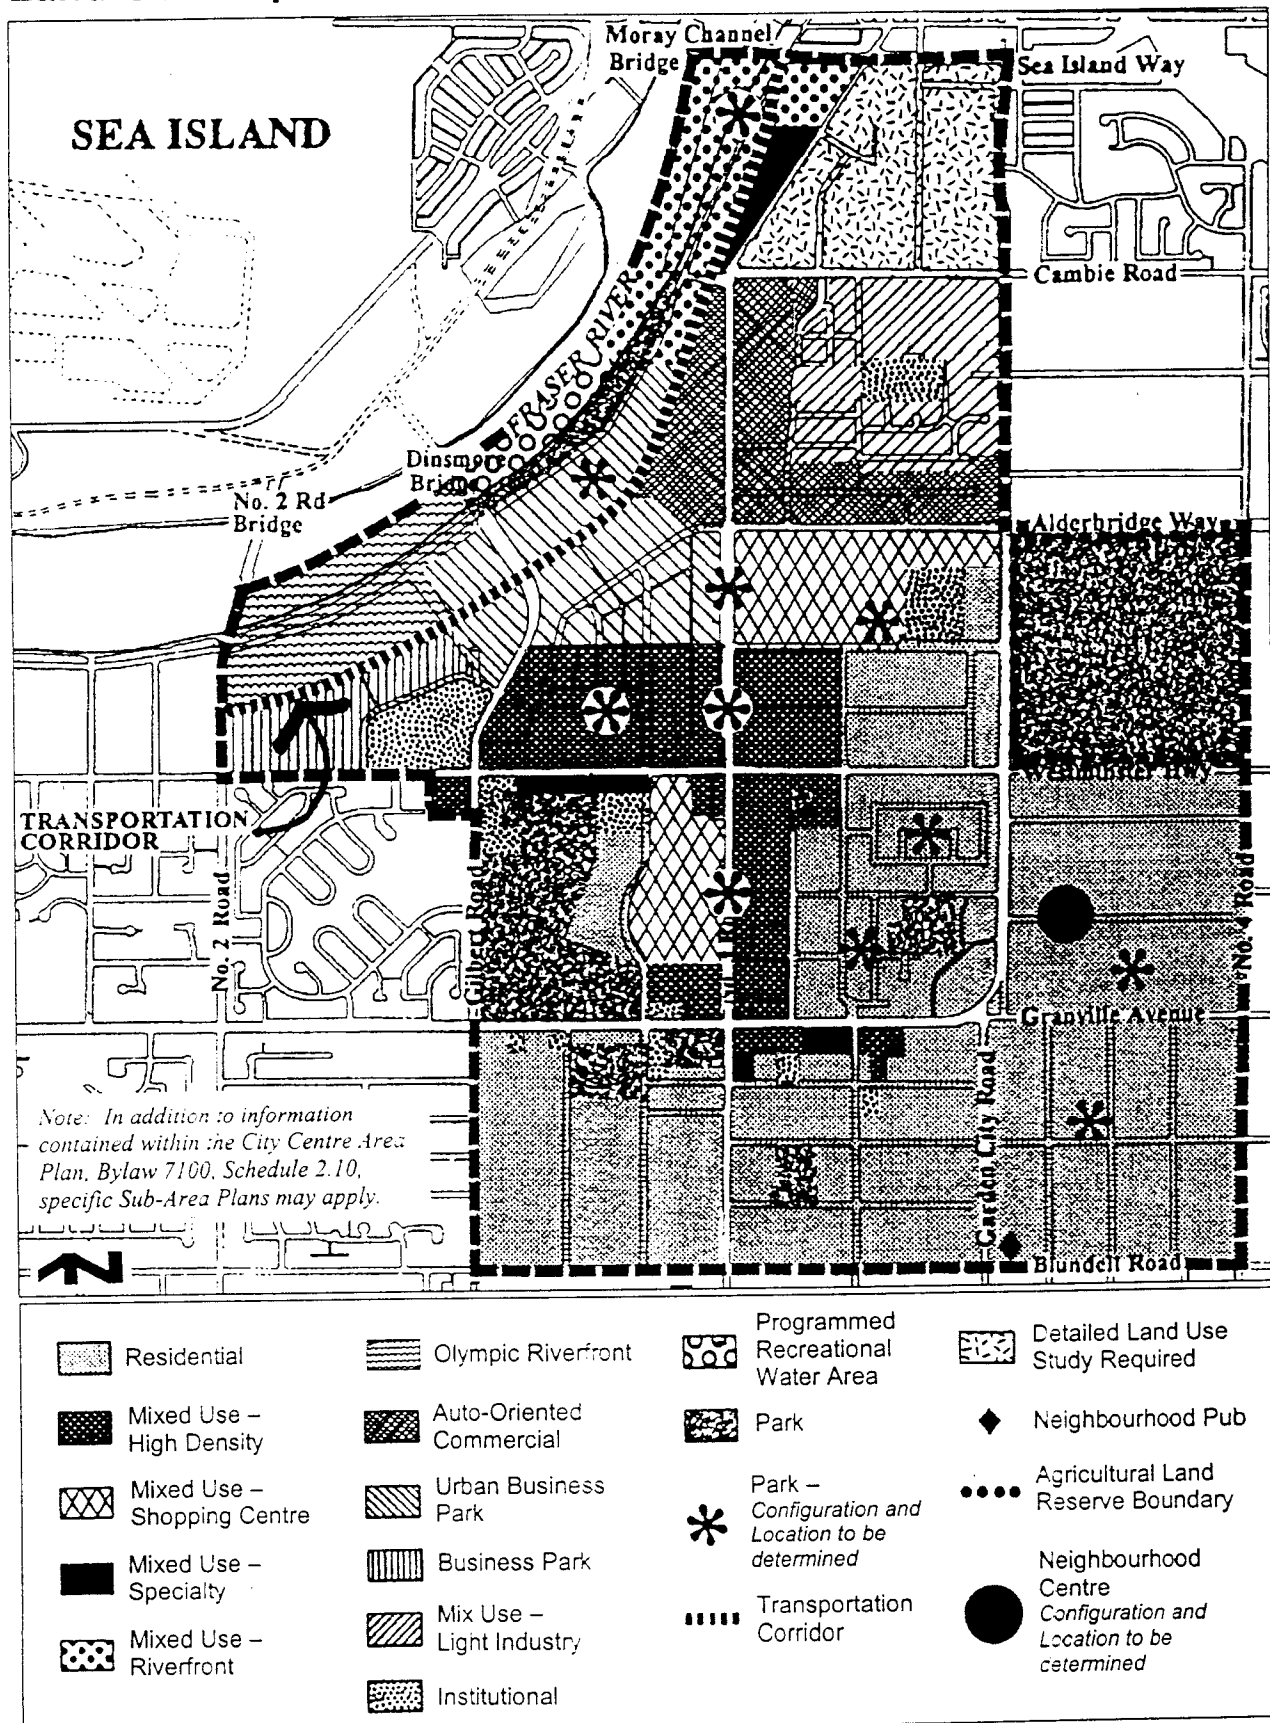 Moray Channel
Bridge
Sea Island Way
SEA ISLAND
Cambie Road
FRASER RIVER
Dinsmore
Bridge
No. 2 Rd
Bridge
Alderbridge Way
Westminster Hwy
TRANSPORTATION
CORRIDOR
No. 2 Road
Gilbert Road
No. 4 Road
Granville Avenue
Garden City Road
Note: In addition to information
contained within the City Centre Area
Plan, Bylaw 7100, Schedule 2.10,
specific Sub-Area Plans may apply.
Blundell Road
Residential
Mixed Use –
High Density
Mixed Use –
Shopping Centre
Mixed Use –
Specialty
Mixed Use –
Riverfront
Olympic Riverfront
Auto-Oriented
Commercial
Urban Business
Park
Business Park
Mix Use –
Light Industry
Institutional
Programmed
Recreational
Water Area
Park
Park –
Configuration and
Location to be
determined
Transportation
Corridor
Detailed Land Use
Study Required
Neighbourhood Pub
Agricultural Land
Reserve Boundary
Neighbourhood
Centre
Configuration and
Location to be
determined